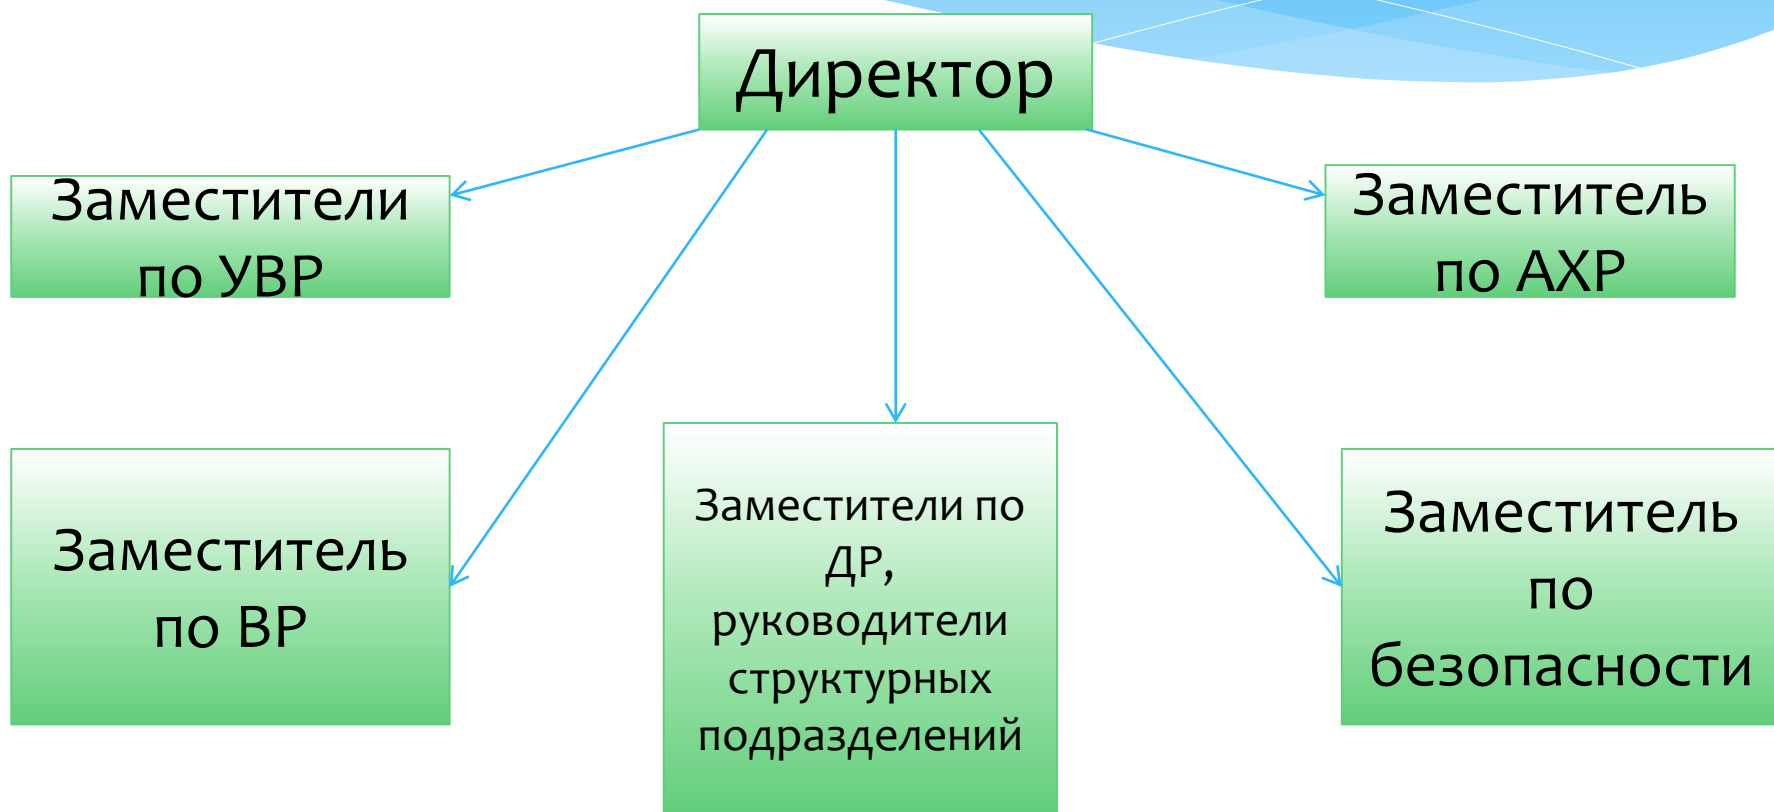 Директор
Заместители
по УВР
Заместитель
по АХР
Заместитель
по ВР
Заместители по
ДР,
руководители
структурных
подразделений
Заместитель
по
безопасности